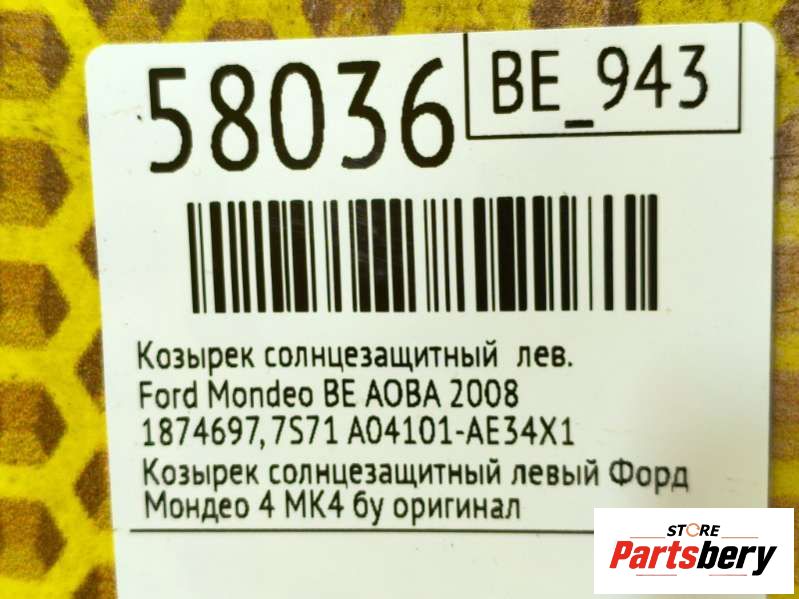 58036
BE_943
Козырек солнцезащитный лев.
Ford Mondeo BE AOBA 2008
1874697, 7S71 A04101-AE34X1
Козырек солнцезащитный левый Форд
Мондео 4 МК4 бу оригинал
STORE
Partsbery